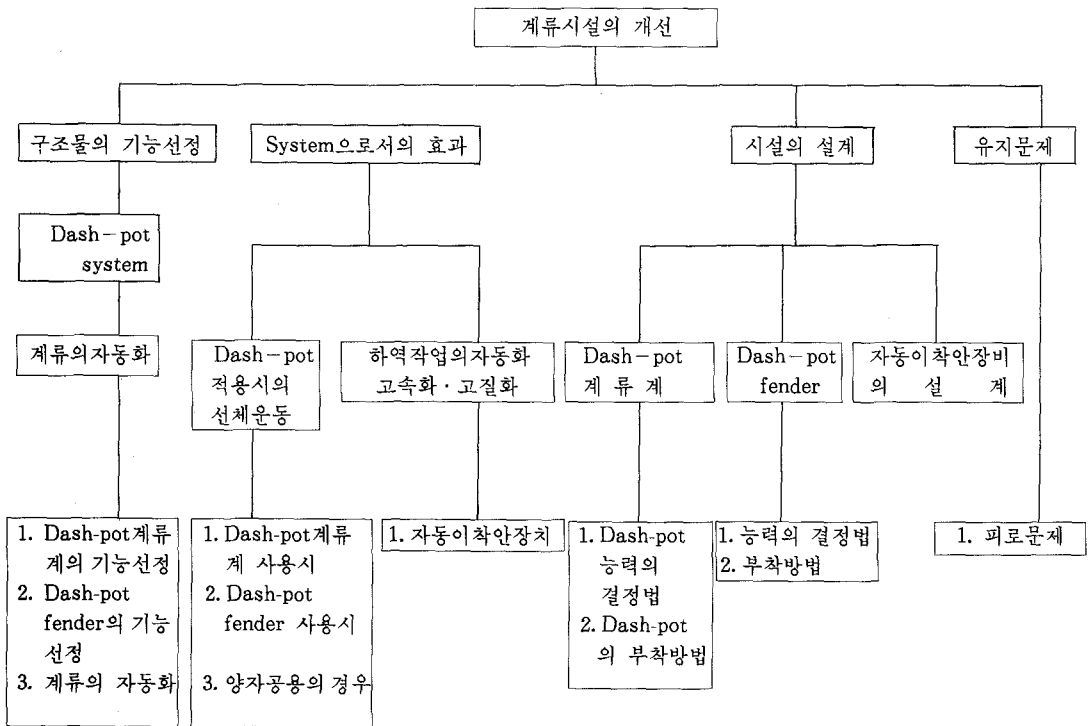 계류시설의 개선
구조물의 기능선정
System으로서의 효과
시설의 설계
유지문제
Dash-pot
system
계류의자동화
Dash-pot
적용시의
선체운동
하역작업의자동화
고속화·고질화
Dash-pot
계 류 계
Dash-pot
fender
자동이착안장비
의 설 계
1. Dash-pot계류
계의 기능선정
2. Dash-pot
fender의 기능
선정
3. 계류의 자동화
1. Dash-pot계류
계 사용시
2. Dash-pot
fender 사용시
3. 양자공용의 경우
1. 자동이착안장치
1. Dash-pot
능력의
결정법
2. Dash-pot
의 부착방법
1. 능력의 결정법
2. 부착방법
1. 피로문제